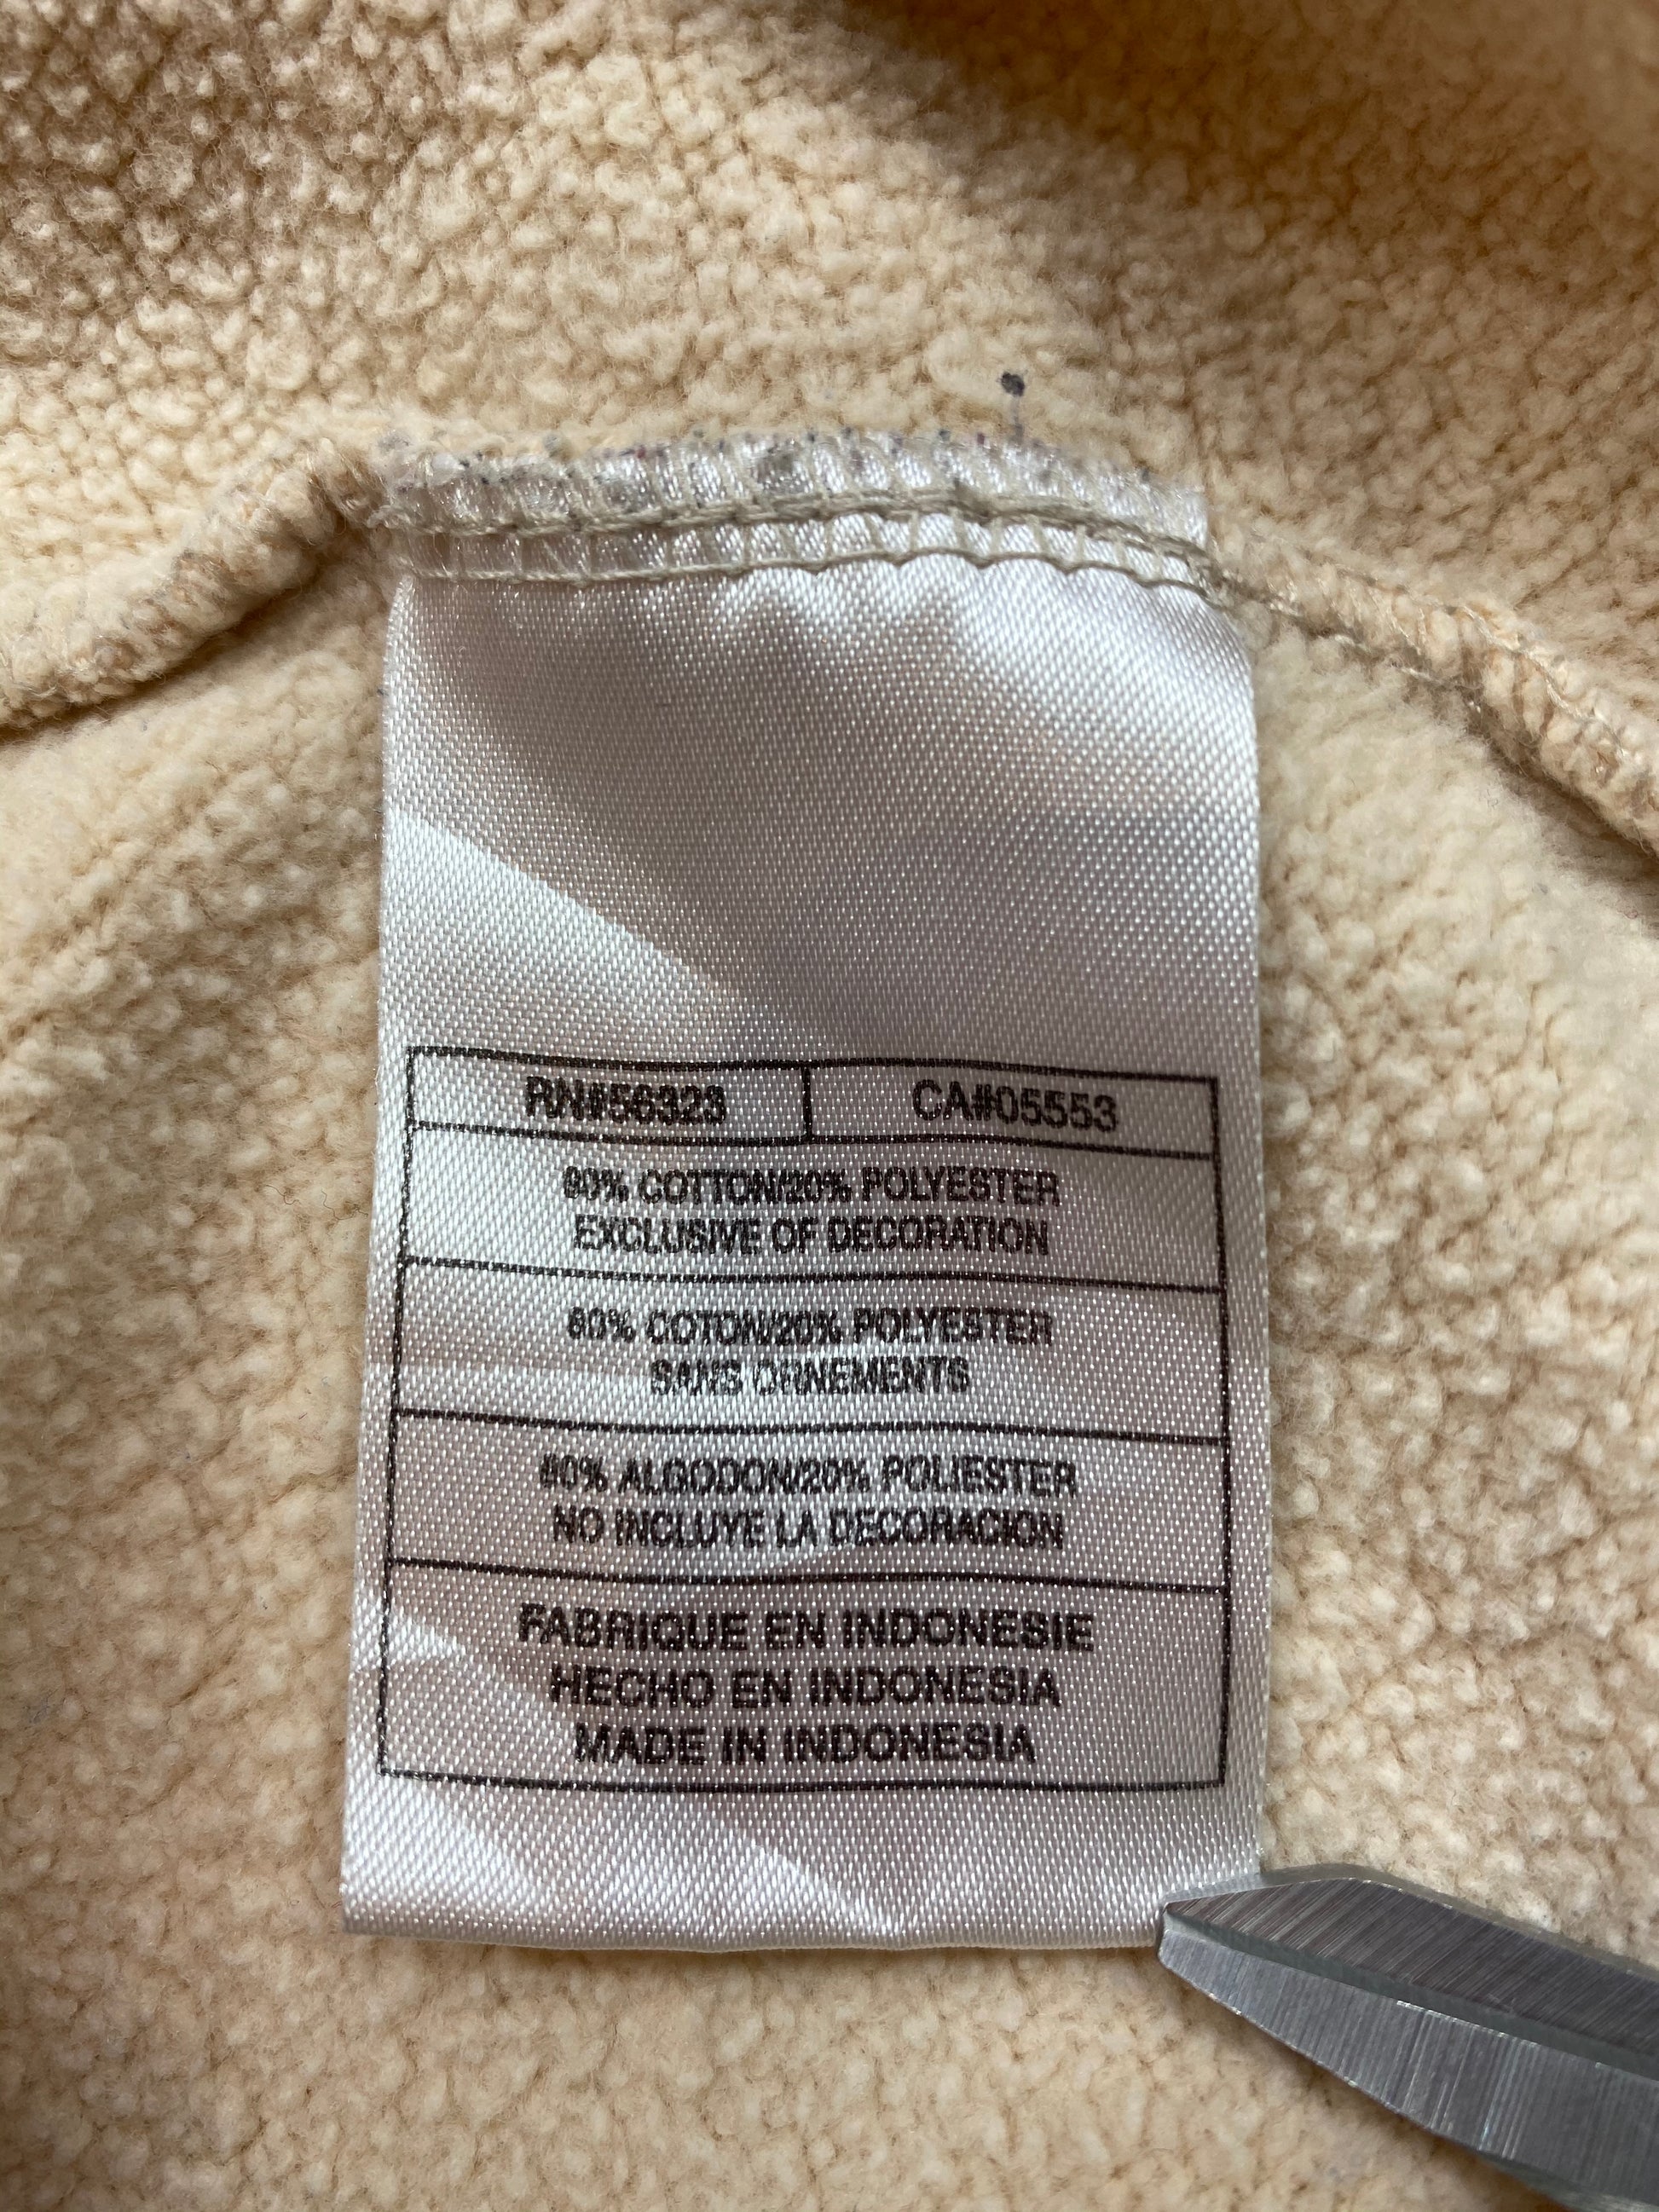 RN#56323 CA#05553
80% COTTON/20% POLYESTER
EXCLUSIVE OF DECORATION
80% COTON/20% POLYESTER
SANS ORNEMENTS
80% ALGODON/20% POLIESTER
NO INCLUYE LA DECORACION
FABRIQUE EN INDONESIE
HECHO EN INDONESIA
MADE IN INDONESIA